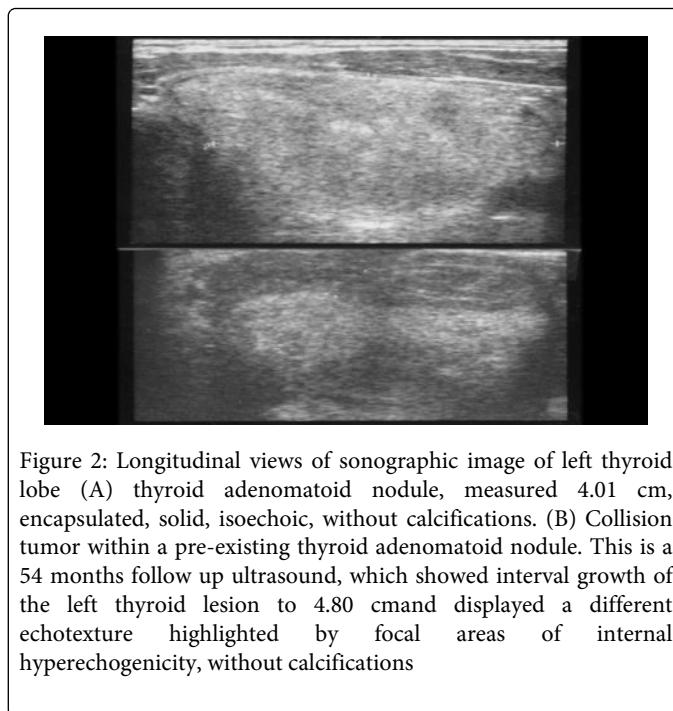 Figure 2: Longitudinal views of sonographic image of left thyroid
lobe (A) thyroid adenomatoid nodule, measured 4.01 cm,
encapsulated, solid, isoechoic, without calcifications. (B) Collision
tumor within a pre-existing thyroid adenomatoid nodule. This is a
54 months follow up ultrasound, which showed interval growth of
the left thyroid lesion to 4.80 cmand displayed a different
echotexture highlighted by focal areas of internal
hyperechogenicity, without calcifications